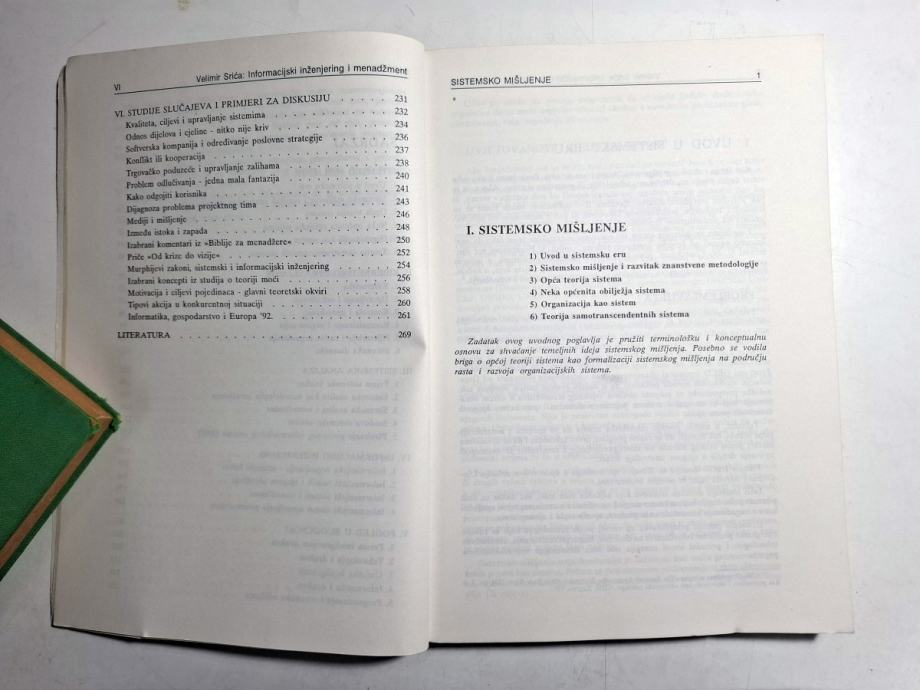 VI Velimir Srića: Informacijski inženjering i menadžment
VI. STUDIJE SLUČAJEVA I PRIMJERI ZA DISKUSIJU . . . . . 231
Kvaliteta, ciljevi i upravljanje sistemima . . . . . 232
Odnos dijelova i cjeline - nitko nije kriv . . . . . 234
Softverska kompanija i određivanje poslovne strategije . . . . . 236
Konflikt ili kooperacija . . . . . 237
Trgovačko poduzeće i upravljanje zalihama . . . . . 238
Problem odlučivanja - jedna mala fantazija . . . . . 240
Kako odgojiti korisnika . . . . . 241
Dijagnoza problema projektnog tima . . . . . 243
Mediji i mišljenje . . . . . 246
Između istoka i zapada . . . . . 248
Izabrani komentari iz »Biblije za menadžere« . . . . . 250
Priče »Od krize do vizije« . . . . . 252
Murphijevi zakoni, sistemski i informacijski inženjering . . . . . 254
Izabrani koncepti iz studija o teoriji moći . . . . . 256
Motivacija i ciljevi pojedinaca - glavni teoretski okviri . . . . . 258
Tipovi akcija u konkurentnoj situaciji . . . . . 260
Informatika, gospodarstvo i Europa '92. . . . . . 261
LITERATURA . . . . . 269
SISTEMSKO MIŠLJENJE 1
I. SISTEMSKO MIŠLJENJE
1) Uvod u sistemsku eru
2) Sistemsko mišljenje i razvitak znanstvene metodologije
3) Opća teorija sistema
4) Neka općenita obilježja sistema
5) Organizacija kao sistem
6) Teorija samotranscendentnih sistema
Zadatak ovog uvodnog poglavlja je pružiti terminološku i konceptualnu
osnovu za shvaćanje temeljnih ideja sistemskog mišljenja. Posebno se vodila
briga o općoj teoriji sistema kao formalizaciji sistemskog mišljenja na području
rasta i razvoja organizacijskih sistema.